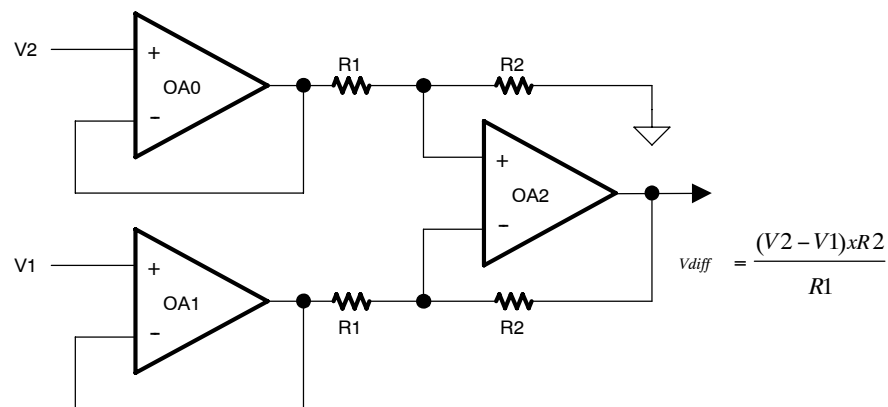 V2
+
OA0
−
R1
R2
+
OA2
−
V1
+
OA1
−
R1
R2
Vdiff = (V2 − V1)xR2
R1